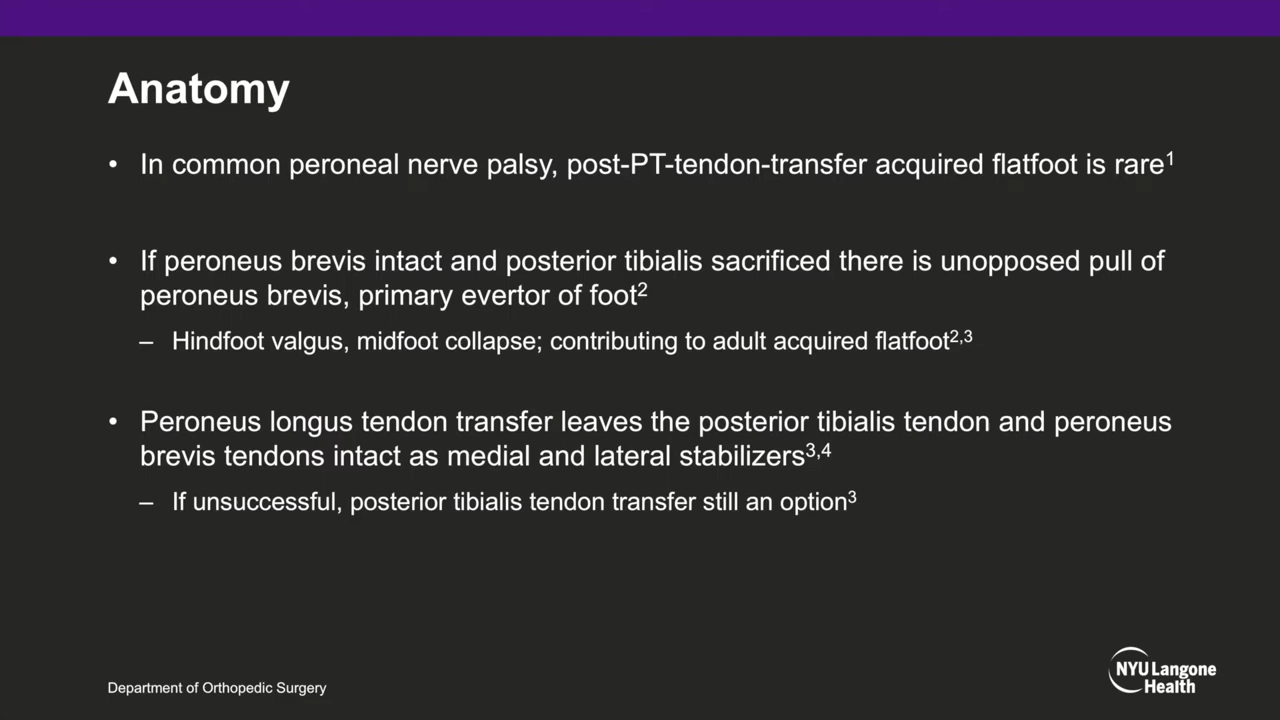 Anatomy
• In common peroneal nerve palsy, post-PT-tendon-transfer acquired flatfoot is rare¹
• If peroneus brevis intact and posterior tibialis sacrificed there is unopposed pull of
peroneus brevis, primary evertor of foot²
– Hindfoot valgus, midfoot collapse; contributing to adult acquired flatfoot²,³
• Peroneus longus tendon transfer leaves the posterior tibialis tendon and peroneus
brevis tendons intact as medial and lateral stabilizers³,⁴
– If unsuccessful, posterior tibialis tendon transfer still an option³
Department of Orthopedic Surgery
NYU Langone
Health